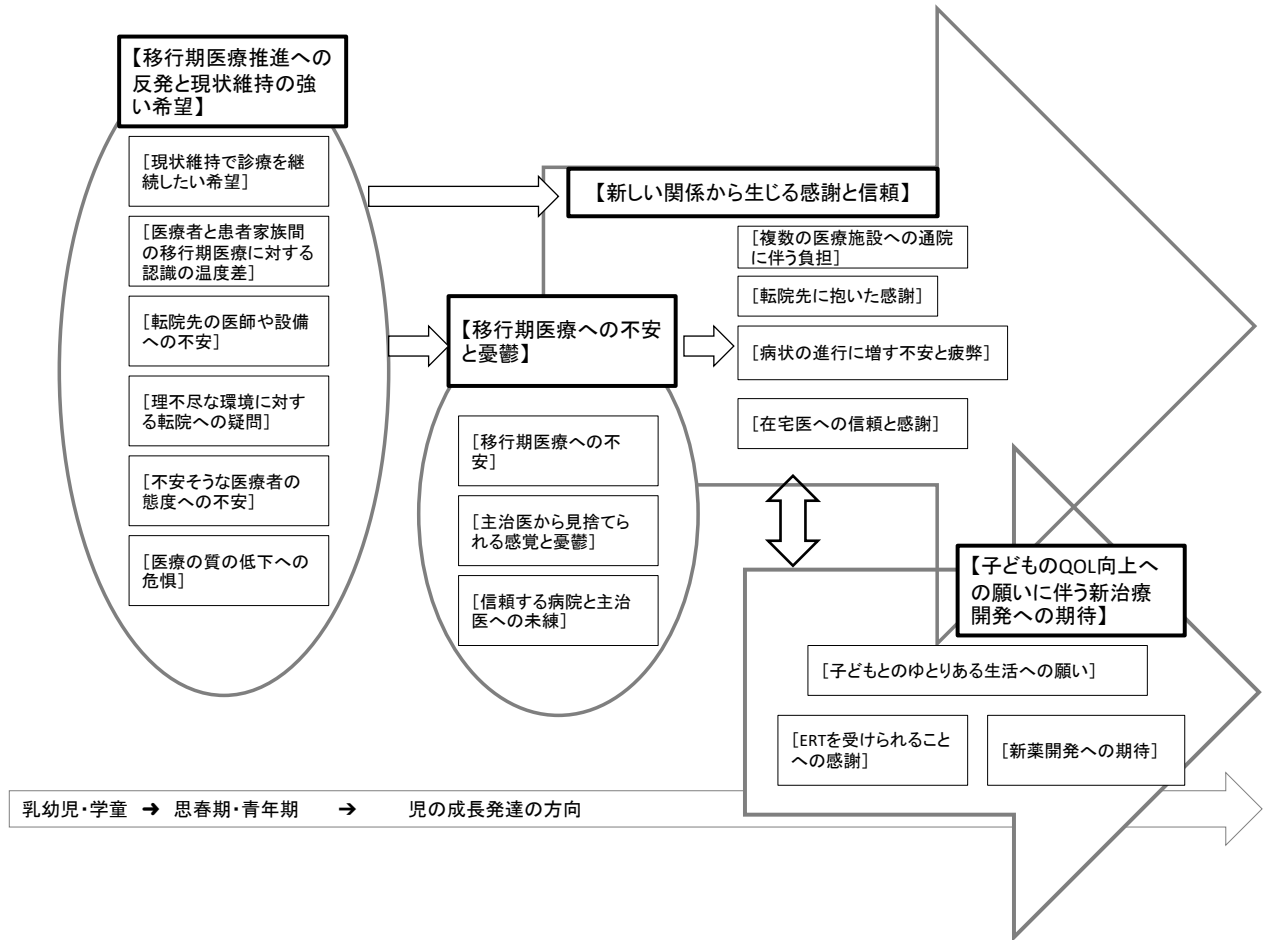 【移行期医療推進への
反発と現状維持の強
い希望】
[現状維持で診療を継
続したい希望]
[医療者と患者家族間
の移行期医療に対する
認識の温度差]
[転院先の医師や設備
への不安]
[理不尽な環境に対す
る転院への疑問]
[不安そうな医療者の
態度への不安]
[医療の質の低下への
危惧]
【移行期医療への不安
と憂鬱】
[移行期医療への不
安]
[主治医から見捨てら
れる感覚と憂鬱]
[信頼する病院と主治
医への未練]
【新しい関係から生じる感謝と信頼】
[複数の医療施設への通院
に伴う負担]
[転院先に抱いた感謝]
[病状の進行に増す不安と疲弊]
[在宅医への信頼と感謝]
【子どものQOL向上へ
の願いに伴う新治療
開発への期待】
[子どもとのゆとりある生活への願い]
[ERTを受けられること
への感謝]
[新薬開発への期待]
乳幼児・学童 ➜ 思春期・青年期 ➔ 児の成長発達の方向